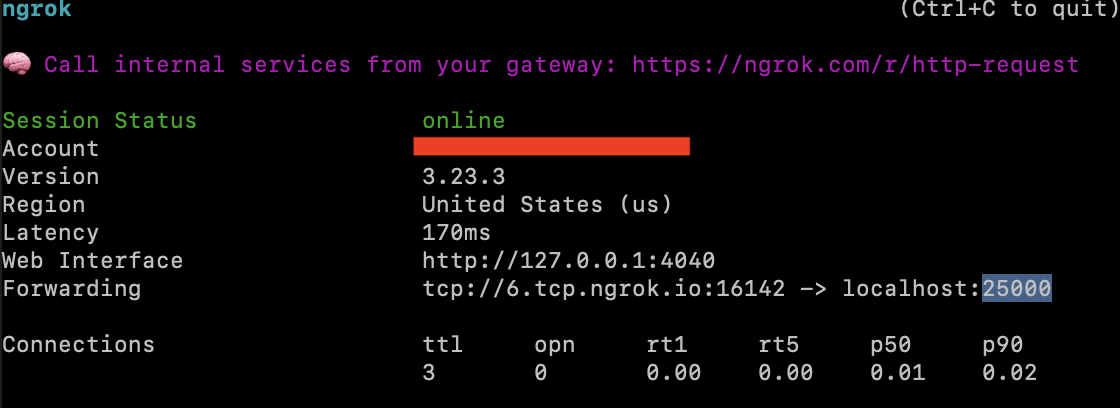 ngrok (Ctrl+C to quit)
🧠 Call internal services from your gateway: https://ngrok.com/r/http-request
Session Status online
Account
Version 3.23.3
Region United States (us)
Latency 170ms
Web Interface http://127.0.0.1:4040
Forwarding tcp://6.tcp.ngrok.io:16142 -> localhost:25000
Connections ttl opn rt1 rt5 p50 p90
3 0 0.00 0.00 0.01 0.02